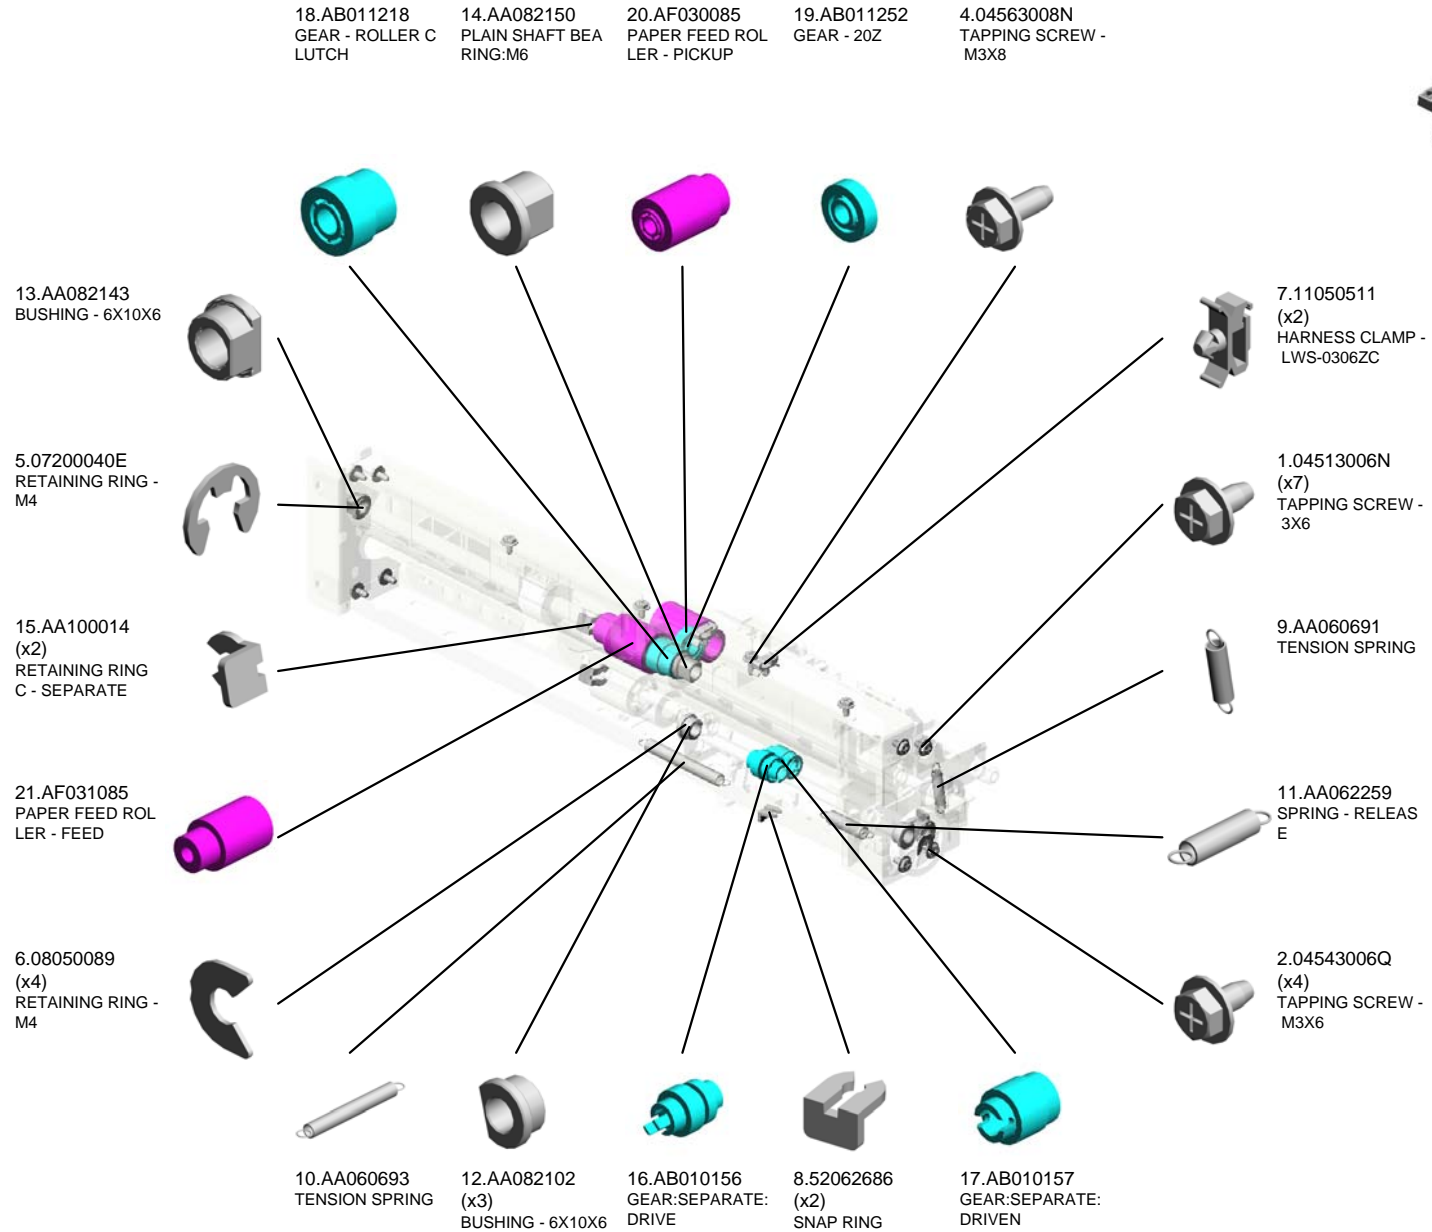 18.AB011218
GEAR - ROLLER C
LUTCH
14.AA082150
PLAIN SHAFT BEA
RING:M6
20.AF030085
PAPER FEED ROL
LER - PICKUP
19.AB011252
GEAR - 20Z
4.04563008N
TAPPING SCREW -
M3X8
13.AA082143
BUSHING - 6X10X6
7.11050511
(x2)
HARNESS CLAMP -
LWS-0306ZC
5.07200040E
RETAINING RING -
M4
1.04513006N
(x7)
TAPPING SCREW -
3X6
15.AA100014
(x2)
RETAINING RING
C - SEPARATE
9.AA060691
TENSION SPRING
21.AF031085
PAPER FEED ROL
LER - FEED
11.AA062259
SPRING - RELEAS
E
6.08050089
(x4)
RETAINING RING -
M4
2.04543006Q
(x4)
TAPPING SCREW -
M3X6
10.AA060693
TENSION SPRING
12.AA082102
(x3)
BUSHING - 6X10X6
16.AB010156
GEAR:SEPARATE:
DRIVE
8.52062686
(x2)
SNAP RING
17.AB010157
GEAR:SEPARATE:
DRIVEN